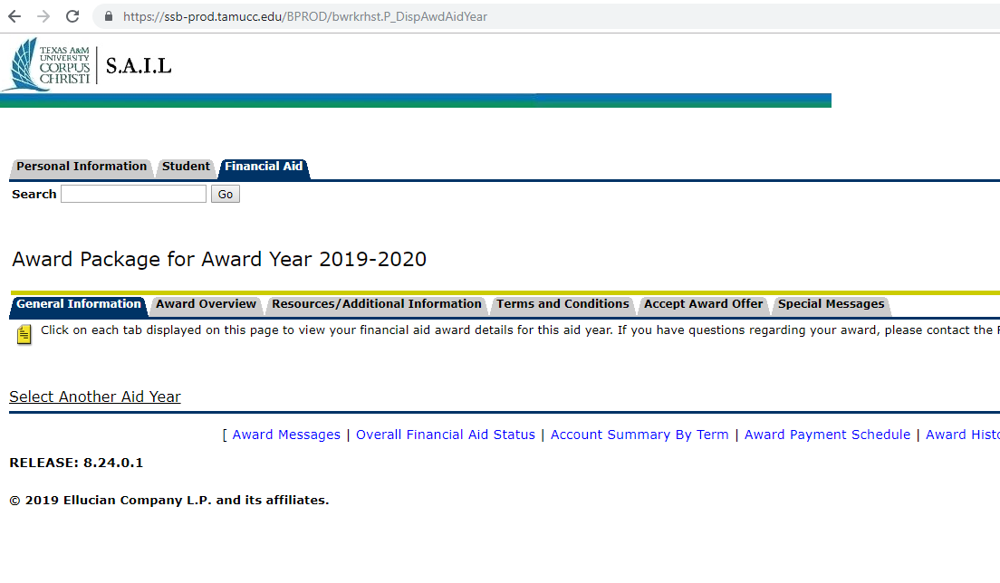 https://ssb-prod.tamucc.edu/BPROD/bwrkrhst.P_DispAwdAidYear
TEXAS A&M
UNIVERSITY
CORPUS
CHRISTI
S.A.I.L
Personal Information Student Financial Aid
Search Go
Award Package for Award Year 2019-2020
General Information Award Overview Resources/Additional Information Terms and Conditions Accept Award Offer Special Messages
Click on each tab displayed on this page to view your financial aid award details for this aid year. If you have questions regarding your award, please contact the
Select Another Aid Year
[ Award Messages | Overall Financial Aid Status | Account Summary By Term | Award Payment Schedule | Award
RELEASE: 8.24.0.1
© 2019 Ellucian Company L.P. and its affiliates.